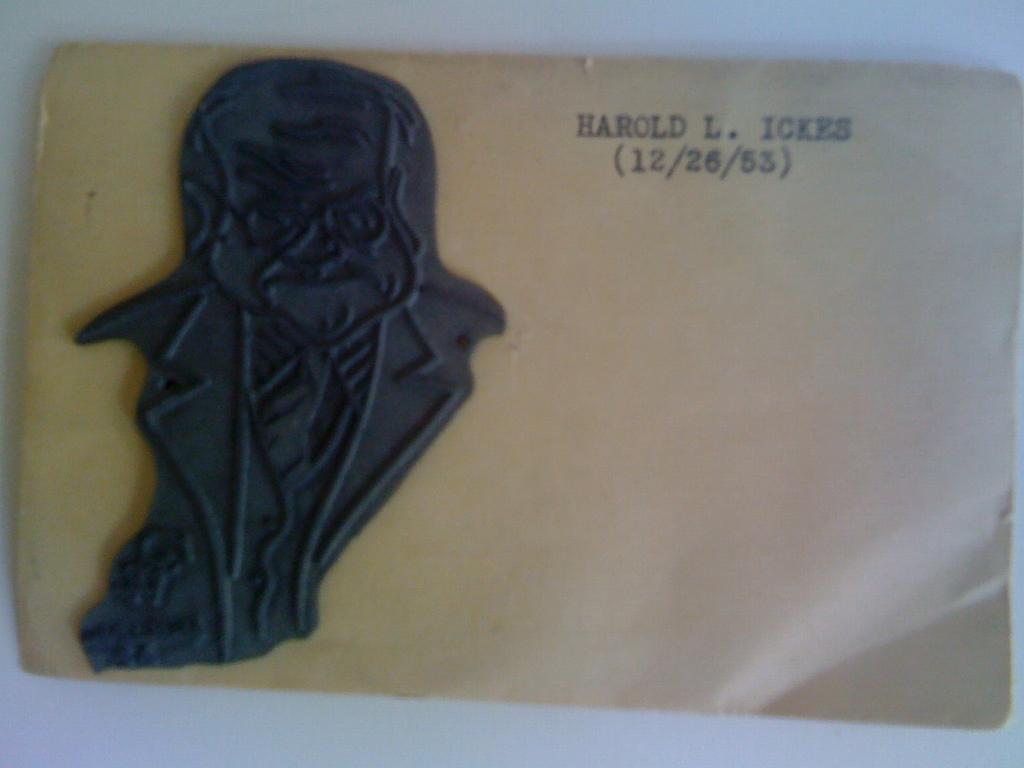 HAROLD L. ICKES
(12/26/53)